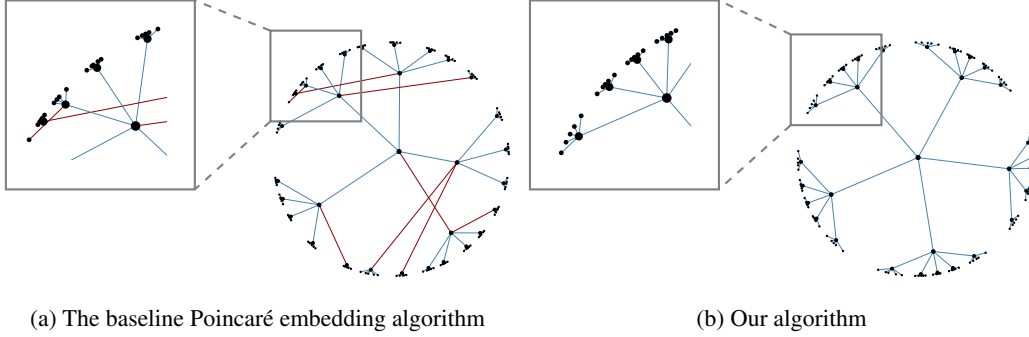 (a) The baseline Poincaré embedding algorithm
(b) Our algorithm